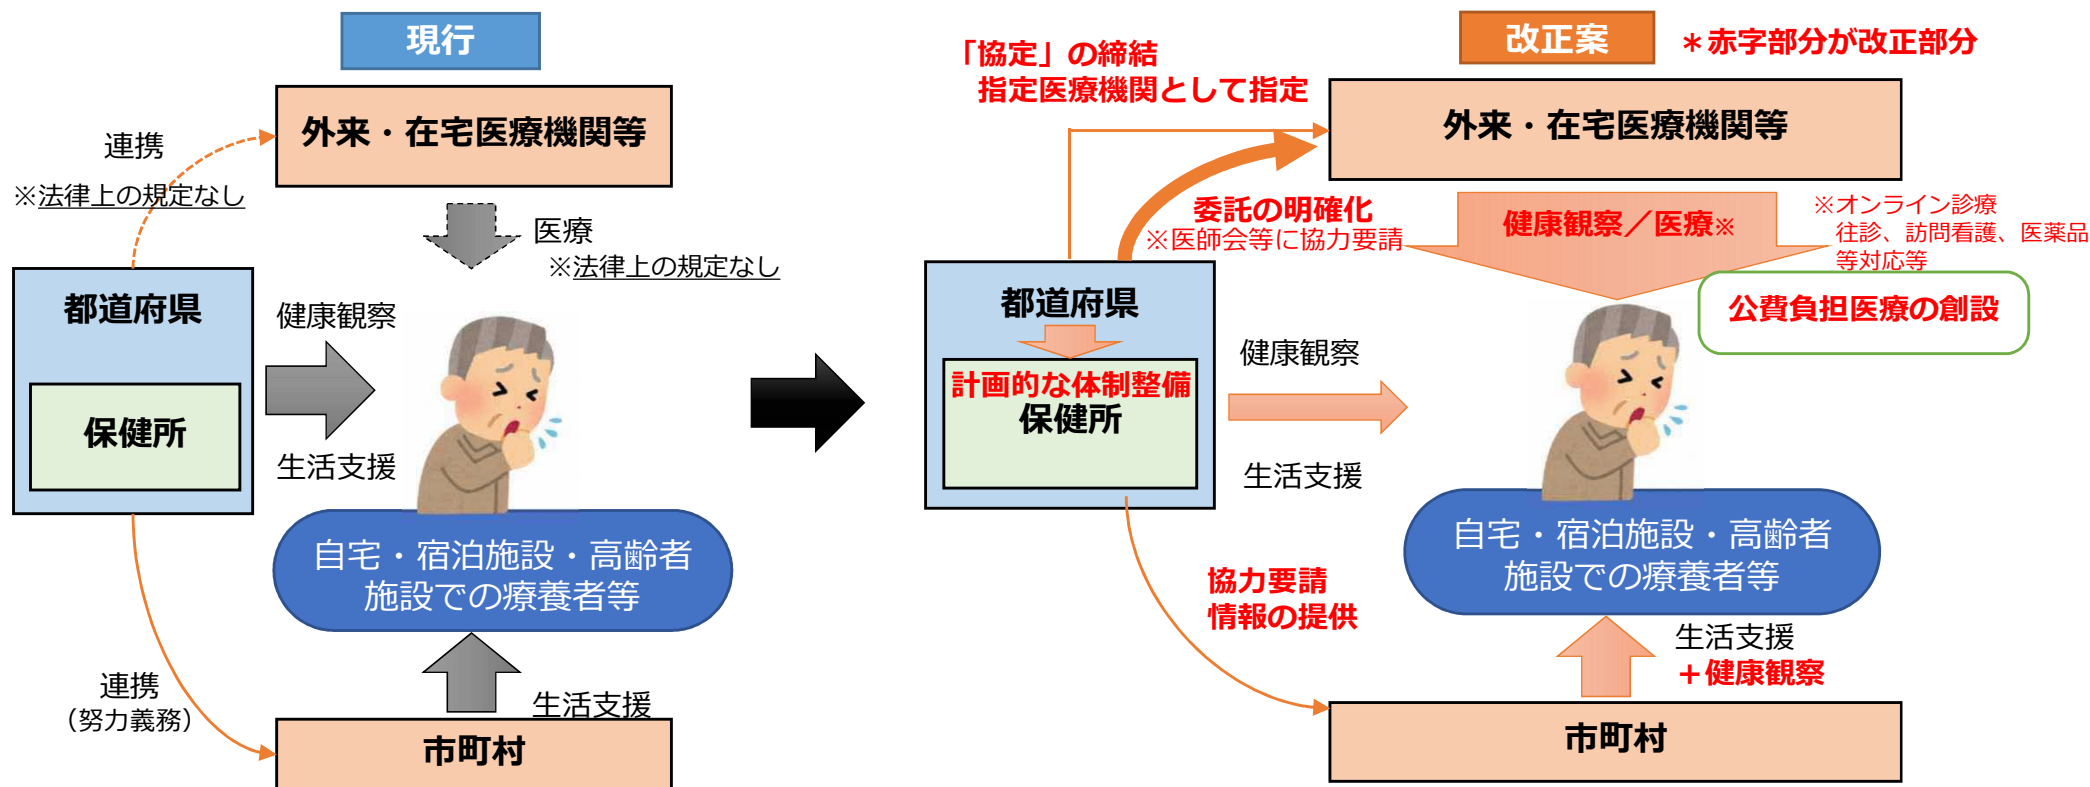 現行
外来・在宅医療機関等
連携
※法律上の規定なし
医療
※法律上の規定なし
都道府県
保健所
健康観察
生活支援
自宅・宿泊施設・高齢者
施設での療養者等
連携
（努力義務）
生活支援
市町村
改正案
＊赤字部分が改正部分
「協定」の締結
指定医療機関として指定
外来・在宅医療機関等
委託の明確化
※医師会等に協力要請
健康観察／医療※
※オンライン診療
往診、訪問看護、医薬品
等対応等
公費負担医療の創設
都道府県
計画的な体制整備
保健所
健康観察
生活支援
自宅・宿泊施設・高齢者
施設での療養者等
協力要請
情報の提供
生活支援
＋健康観察
市町村